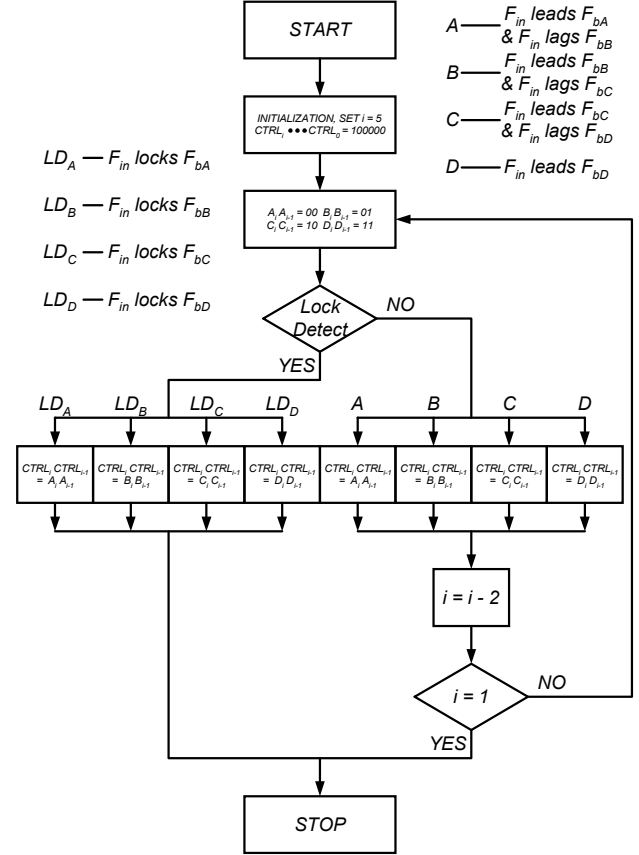 START
A — F_in leads F_bA
& F_in lags F_bB
B — F_in leads F_bB
& F_in lags F_bC
C — F_in leads F_bC
& F_in lags F_bD
D — F_in leads F_bD
INITIALIZATION, SET i = 5
CTRL_i •••CTRL_0 = 100000
LD_A — F_in locks F_bA
LD_B — F_in locks F_bB
LD_C — F_in locks F_bC
LD_D — F_in locks F_bD
A_i A_i-1 = 00 B_i B_i-1 = 01
C_i C_i-1 = 10 D_i D_i-1 = 11
Lock
Detect
NO
YES
LD_A LD_B LD_C LD_D A B C D
CTRL_i CTRL_i-1
= A_i A_i-1
CTRL_i CTRL_i-1
= B_i B_i-1
CTRL_i CTRL_i-1
= C_i C_i-1
CTRL_i CTRL_i-1
= D_i D_i-1
CTRL_i CTRL_i-1
= A_i A_i-1
CTRL_i CTRL_i-1
= B_i B_i-1
CTRL_i CTRL_i-1
= C_i C_i-1
CTRL_i CTRL_i-1
= D_i D_i-1
i = i - 2
i = 1
NO
YES
STOP